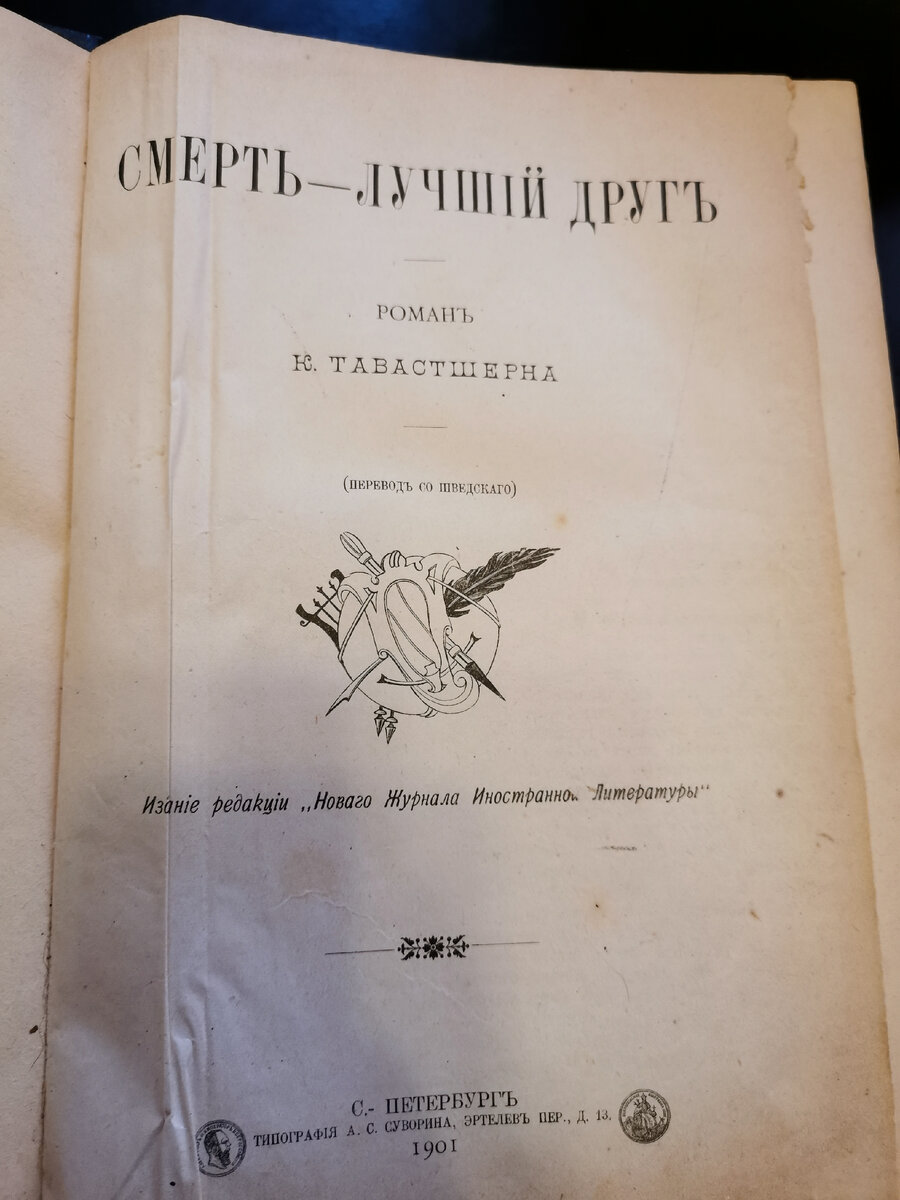 СМЕРТЬ—ЛУЧШІЙ ДРУГЪ
РОМАНЪ
К. ТАВАСТШЕРНА
(ПЕРЕВОДЪ СО ШВЕДСКАГО)
Изданіе редакціи „Новаго Журнала Иностранной Литературы“
С.- ПЕТЕРБУРГЪ
ТИПОГРАФІЯ А. С. СУВОРИНА, ЭРТЕЛЕВЪ ПЕР., Д. 13.
1901